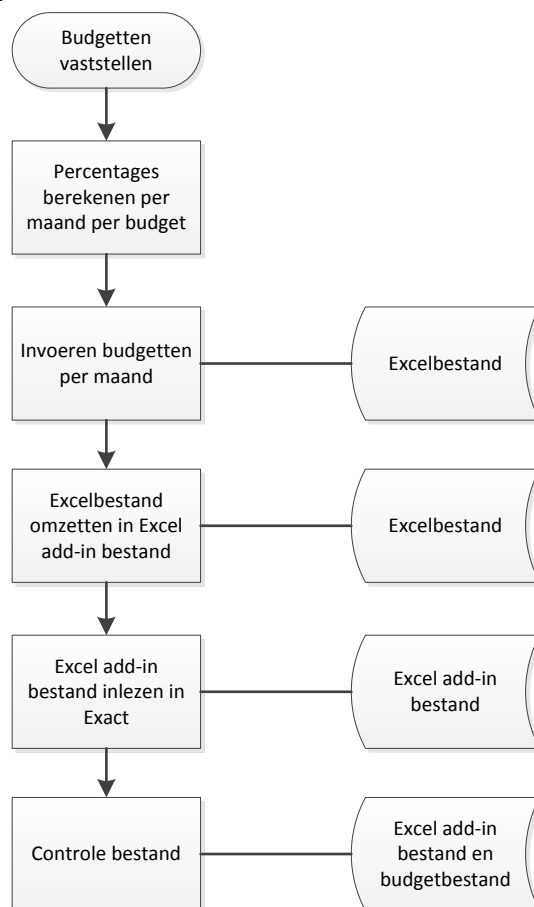 Budgetten
vaststellen
Percentages
berekenen per
maand per budget
Invoeren budgetten
per maand
Excelbestand
Excelbestand
omzetten in Excel
add-in bestand
Excelbestand
Excel add-in
bestand inlezen in
Exact
Excel add-in
bestand
Controle bestand
Excel add-in
bestand en
budgetbestand